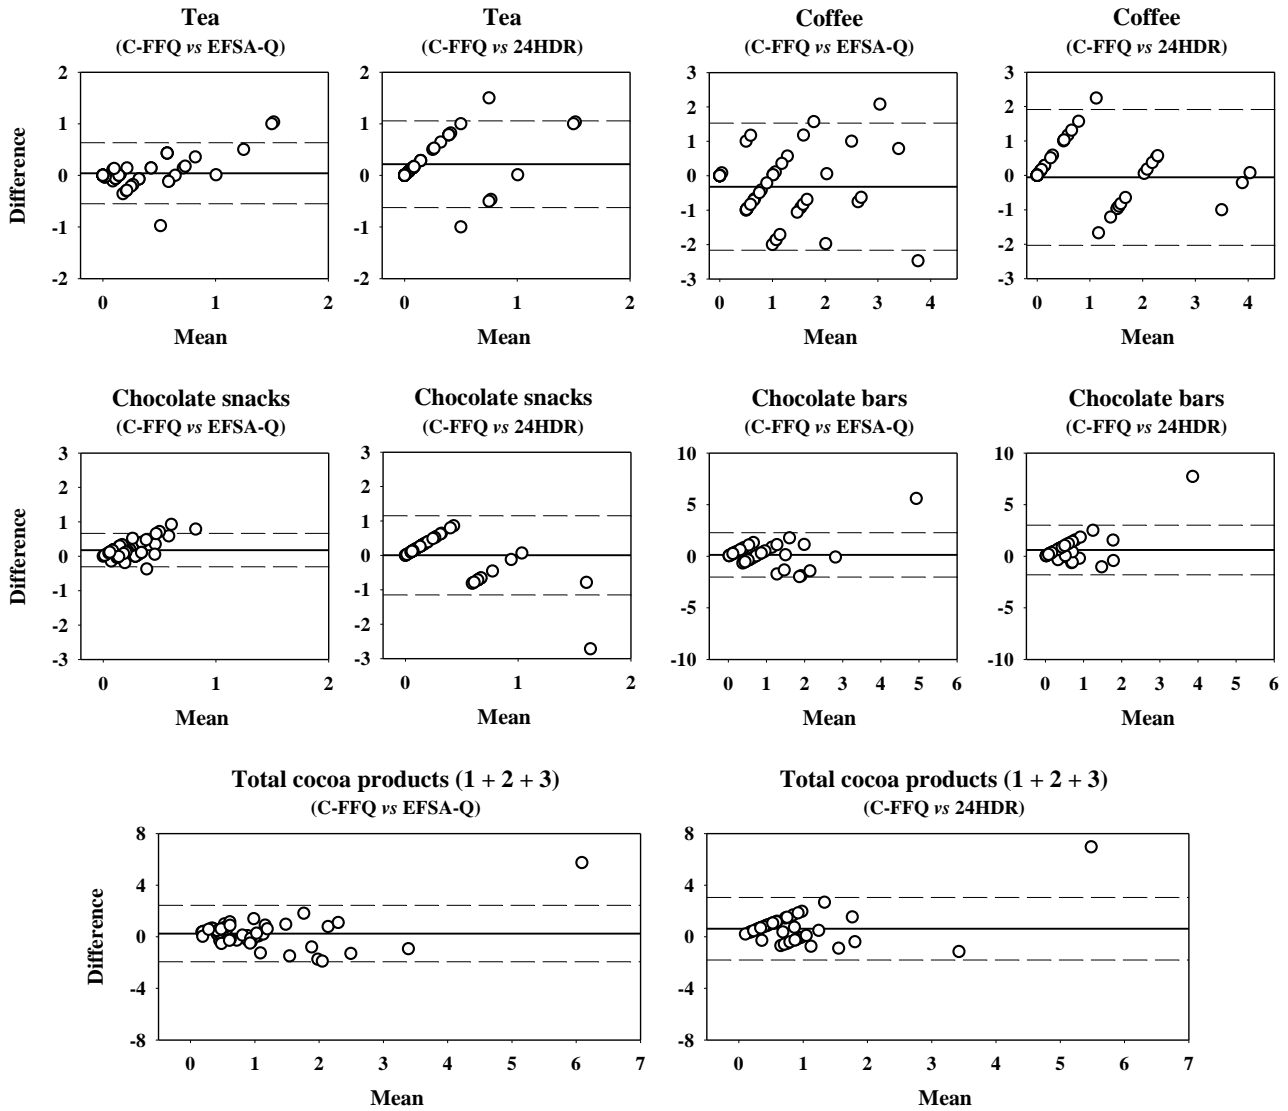 Tea
(C-FFQ vs EFSA-Q)
2
1
0
-1
-2
0 1 2
Mean
Difference
Tea
(C-FFQ vs 24HDR)
2
1
0
-1
-2
0 1 2
Mean
Coffee
(C-FFQ vs EFSA-Q)
3
2
1
0
-1
-2
-3
0 1 2 3 4
Mean
Coffee
(C-FFQ vs 24HDR)
3
2
1
0
-1
-2
-3
0 1 2 3 4
Mean
Chocolate snacks
(C-FFQ vs EFSA-Q)
3
2
1
0
-1
-2
-3
0 1 2
Mean
Difference
Chocolate snacks
(C-FFQ vs 24HDR)
3
2
1
0
-1
-2
-3
0 1 2
Mean
Chocolate bars
(C-FFQ vs EFSA-Q)
10
5
0
-5
-10
0 1 2 3 4 5 6
Mean
Chocolate bars
(C-FFQ vs 24HDR)
10
5
0
-5
-10
0 1 2 3 4 5 6
Mean
Total cocoa products (1 + 2 + 3)
(C-FFQ vs EFSA-Q)
8
4
0
-4
-8
0 1 2 3 4 5 6 7
Mean
Difference
Total cocoa products (1 + 2 + 3)
(C-FFQ vs 24HDR)
8
4
0
-4
-8
0 1 2 3 4 5 6 7
Mean